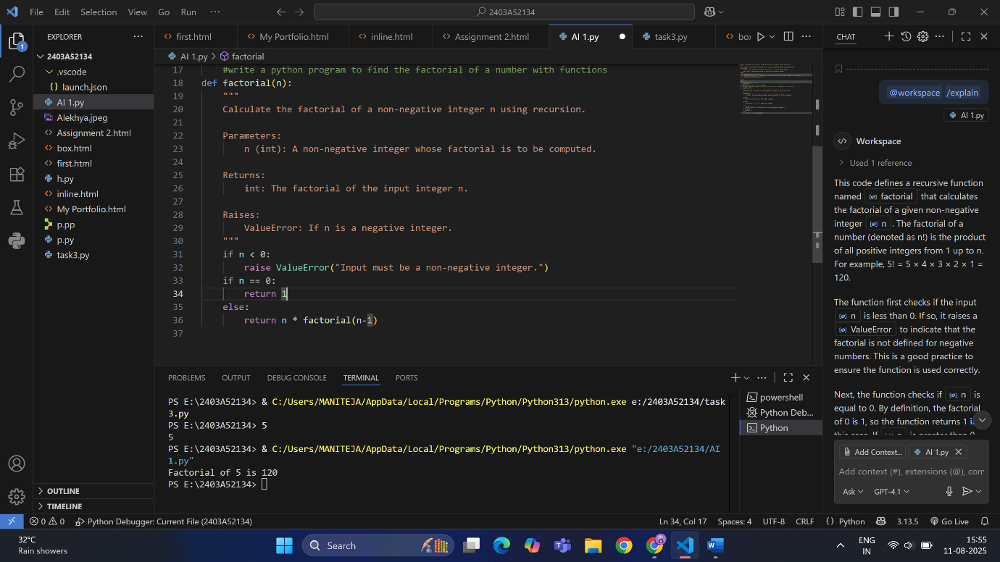 File Edit Selection View Go Run ···
2403A52134
EXPLORER ···
2403A52134
.vscode
{} launch.json
AI 1.py
Alekhya.jpeg
<> Assignment 2.html
<> box.html
<> first.html
h.py
<> inline.html
<> My Portfolio.html
p.pp
p.py
task3.py
OUTLINE
TIMELINE
1
<> first.html <> My Portfolio.html <> inline.html <> Assignment 2.html AI 1.py task3.py <> box ···
AI 1.py > factorial
17 #write a python program to find the factorial of a number with functions
18 def factorial(n):
19 """
20 Calculate the factorial of a non-negative integer n using recursion.
21
22 Parameters:
23 n (int): A non-negative integer whose factorial is to be computed.
24
25 Returns:
26 int: The factorial of the input integer n.
27
28 Raises:
29 ValueError: If n is a negative integer.
30 """
31 if n < 0:
32 raise ValueError("Input must be a non-negative integer.")
33 if n == 0:
34 return 1
35 else:
36 return n * factorial(n-1)
37
PROBLEMS OUTPUT DEBUG CONSOLE TERMINAL PORTS
PS E:\2403A52134> & C:/Users/MANITEJA/AppData/Local/Programs/Python/Python313/python.exe e:/2403A52134/task
3.py
PS E:\2403A52134> 5
5
PS E:\2403A52134> & C:/Users/MANITEJA/AppData/Local/Programs/Python/Python313/python.exe "e:/2403A52134/AI
1.py"
Factorial of 5 is 120
PS E:\2403A52134>
powershell
Python Deb...
Python
CHAT
@workspace /explain
AI 1.py
Workspace
> Used 1 reference
This code defines a recursive function
named factorial that calculates
the factorial of a given non-negative
integer n . The factorial of a
number (denoted as n!) is the product
of all positive integers from 1 up to n.
For example, 5! = 5 × 4 × 3 × 2 × 1 =
120.
The function first checks if the input
n is less than 0. If so, it raises a
ValueError to indicate that the
factorial is not defined for negative
numbers. This is a good practice to
ensure the function is used correctly.
Next, the function checks if n is
equal to 0. By definition, the factorial
of 0 is 1, so the function returns 1 in
Add Context... AI 1.py
Add context (#), extensions (@), com
Ask GPT-4.1
0 0 Python Debugger: Current File (2403A52134) Ln 34, Col 17 Spaces: 4 UTF-8 CRLF {} Python 3.13.5 Go Live
32°C
Rain showers
Search
ENG
IN
15:55
11-08-2025